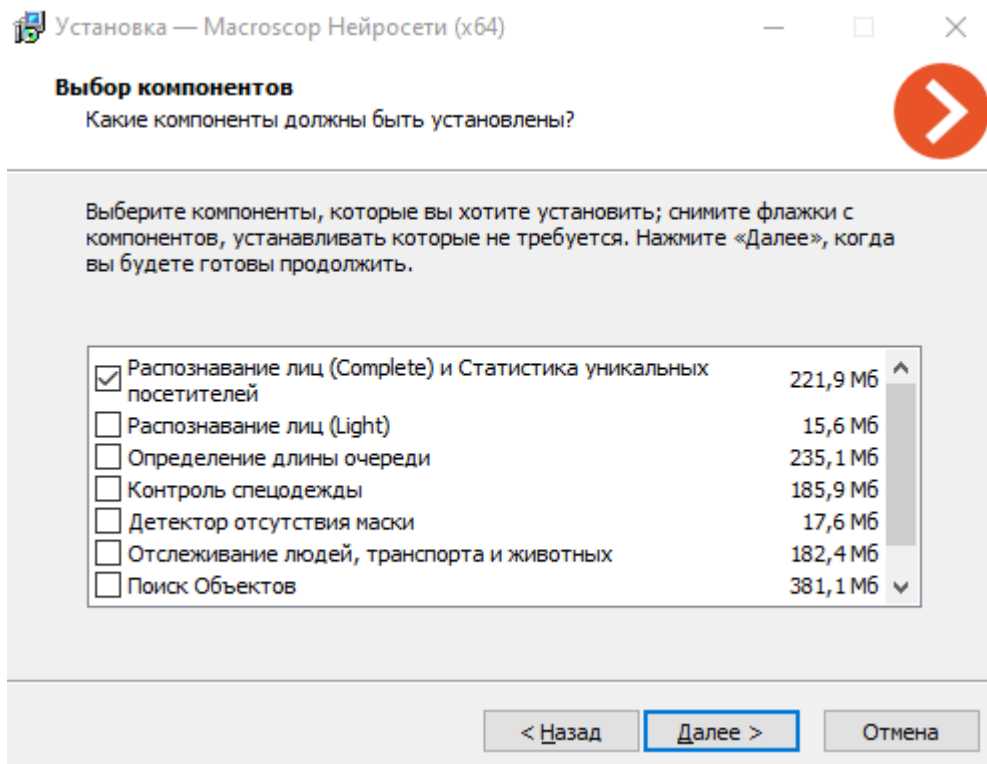 Установка — Macroscop Нейросети (x64)
Выбор компонентов
Какие компоненты должны быть установлены?
Выберите компоненты, которые вы хотите установить; снимите флажки с
компонентов, устанавливать которые не требуется. Нажмите «Далее», когда
вы будете готовы продолжить.
Распознавание лиц (Complete) и Статистика уникальных
посетителей 221,9 Мб
Распознавание лиц (Light) 15,6 Мб
Определение длины очереди 235,1 Мб
Контроль спецодежды 185,9 Мб
Детектор отсутствия маски 17,6 Мб
Отслеживание людей, транспорта и животных 182,4 Мб
Поиск Объектов 381,1 Мб
< Назад Далее > Отмена